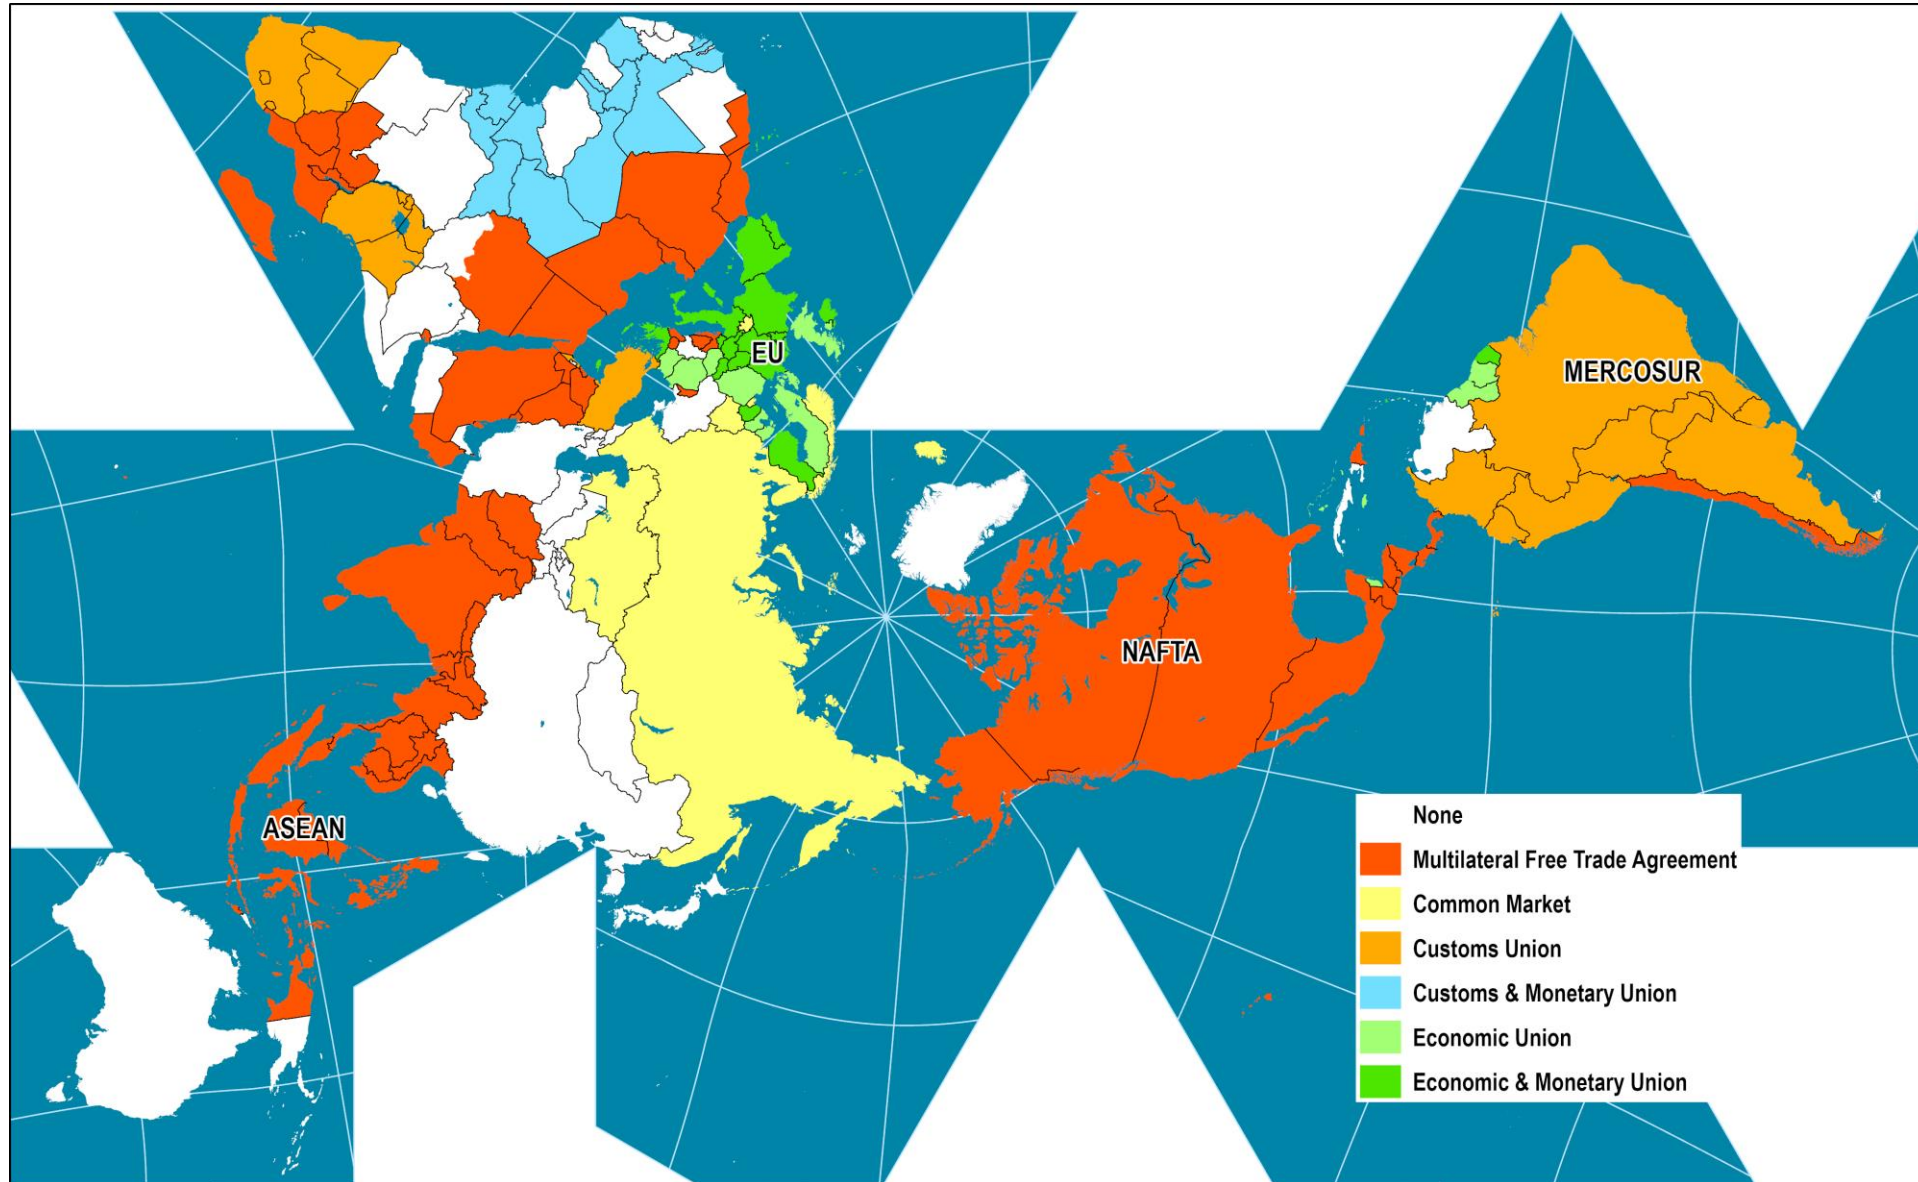 EU
MERCOSUR
NAFTA
ASEAN
None
Multilateral Free Trade Agreement
Common Market
Customs Union
Customs & Monetary Union
Economic Union
Economic & Monetary Union